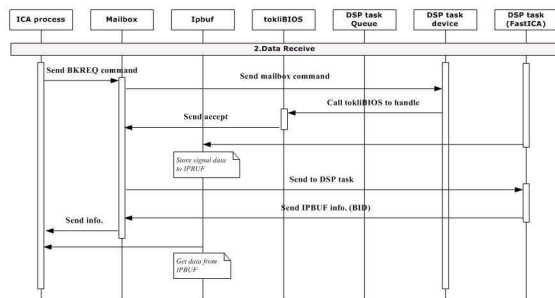 ICA process
Mailbox
Ipbuf
tokliBIOS
DSP task
Queue
DSP task
device
DSP task
(FastICA)
2.Data Receive
Send BKREQ command
Send mailbox command
Call tokliBIOS to handle
Send accept
Store signal data
to IPBUF
Send to DSP task
Send IPBUF info. (BID)
Send info.
Get data from
IPBUF